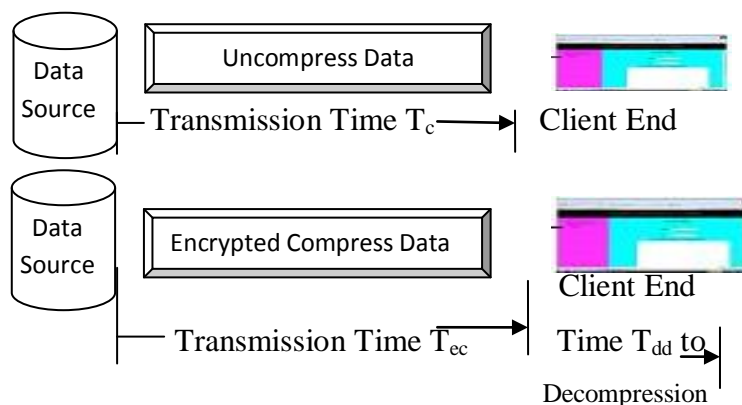 Data
Source
Uncompress Data
Transmission Time Tc
Client End
Data
Source
Encrypted Compress Data
Client End
Transmission Time Tec
Time Tdd to
Decompression